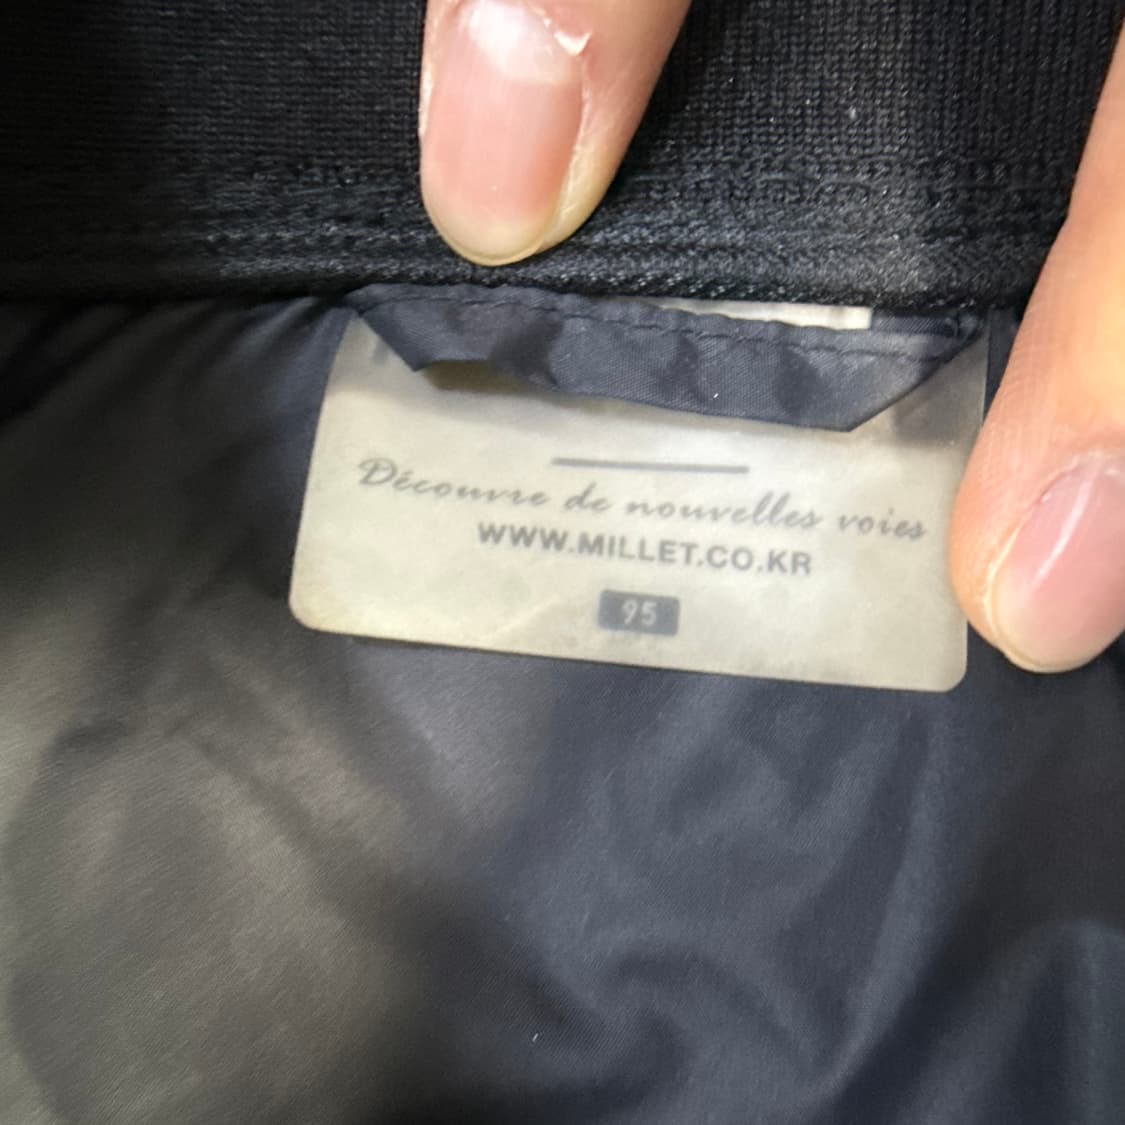 Découvre de nouvelles voies
WWW.MILLET.CO.KR
95